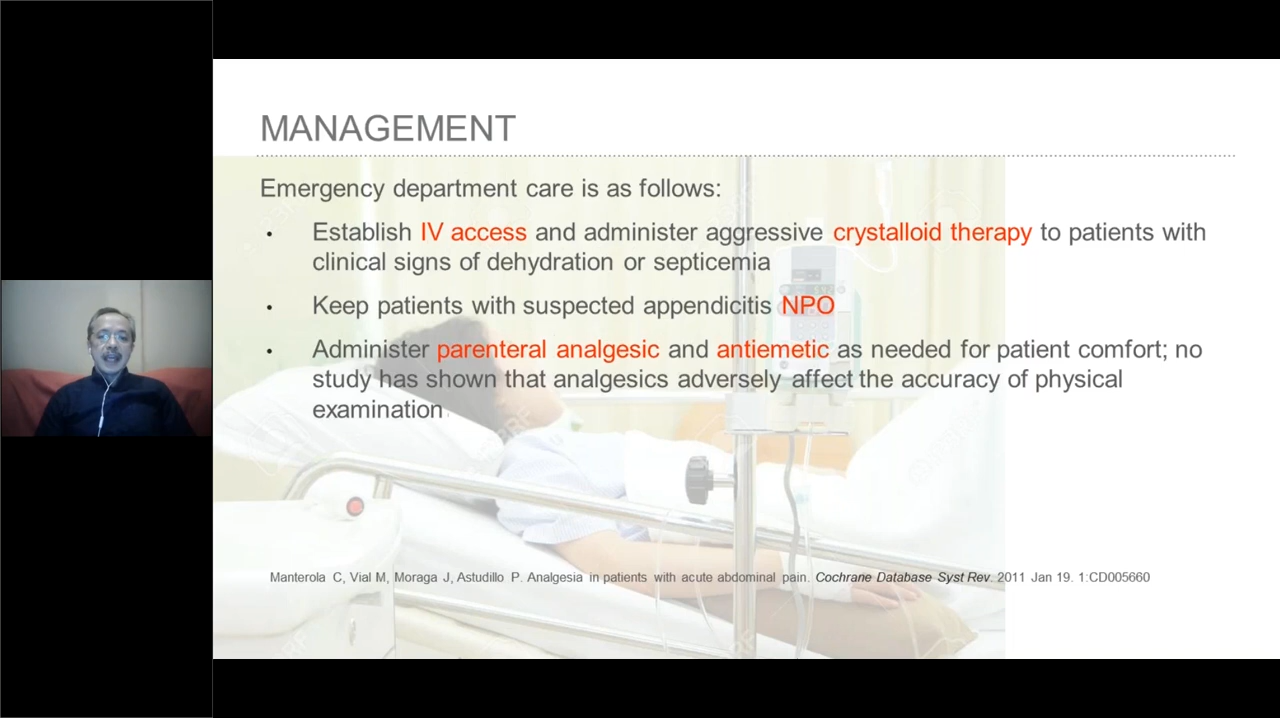 MANAGEMENT
Emergency department care is as follows:
• Establish IV access and administer aggressive crystalloid therapy to patients with
clinical signs of dehydration or septicemia
• Keep patients with suspected appendicitis NPO
• Administer parenteral analgesic and antiemetic as needed for patient comfort; no
study has shown that analgesics adversely affect the accuracy of physical
examination
Manterola C, Vial M, Moraga J, Astudillo P. Analgesia in patients with acute abdominal pain. Cochrane Database Syst Rev. 2011 Jan 19. 1:CD005660